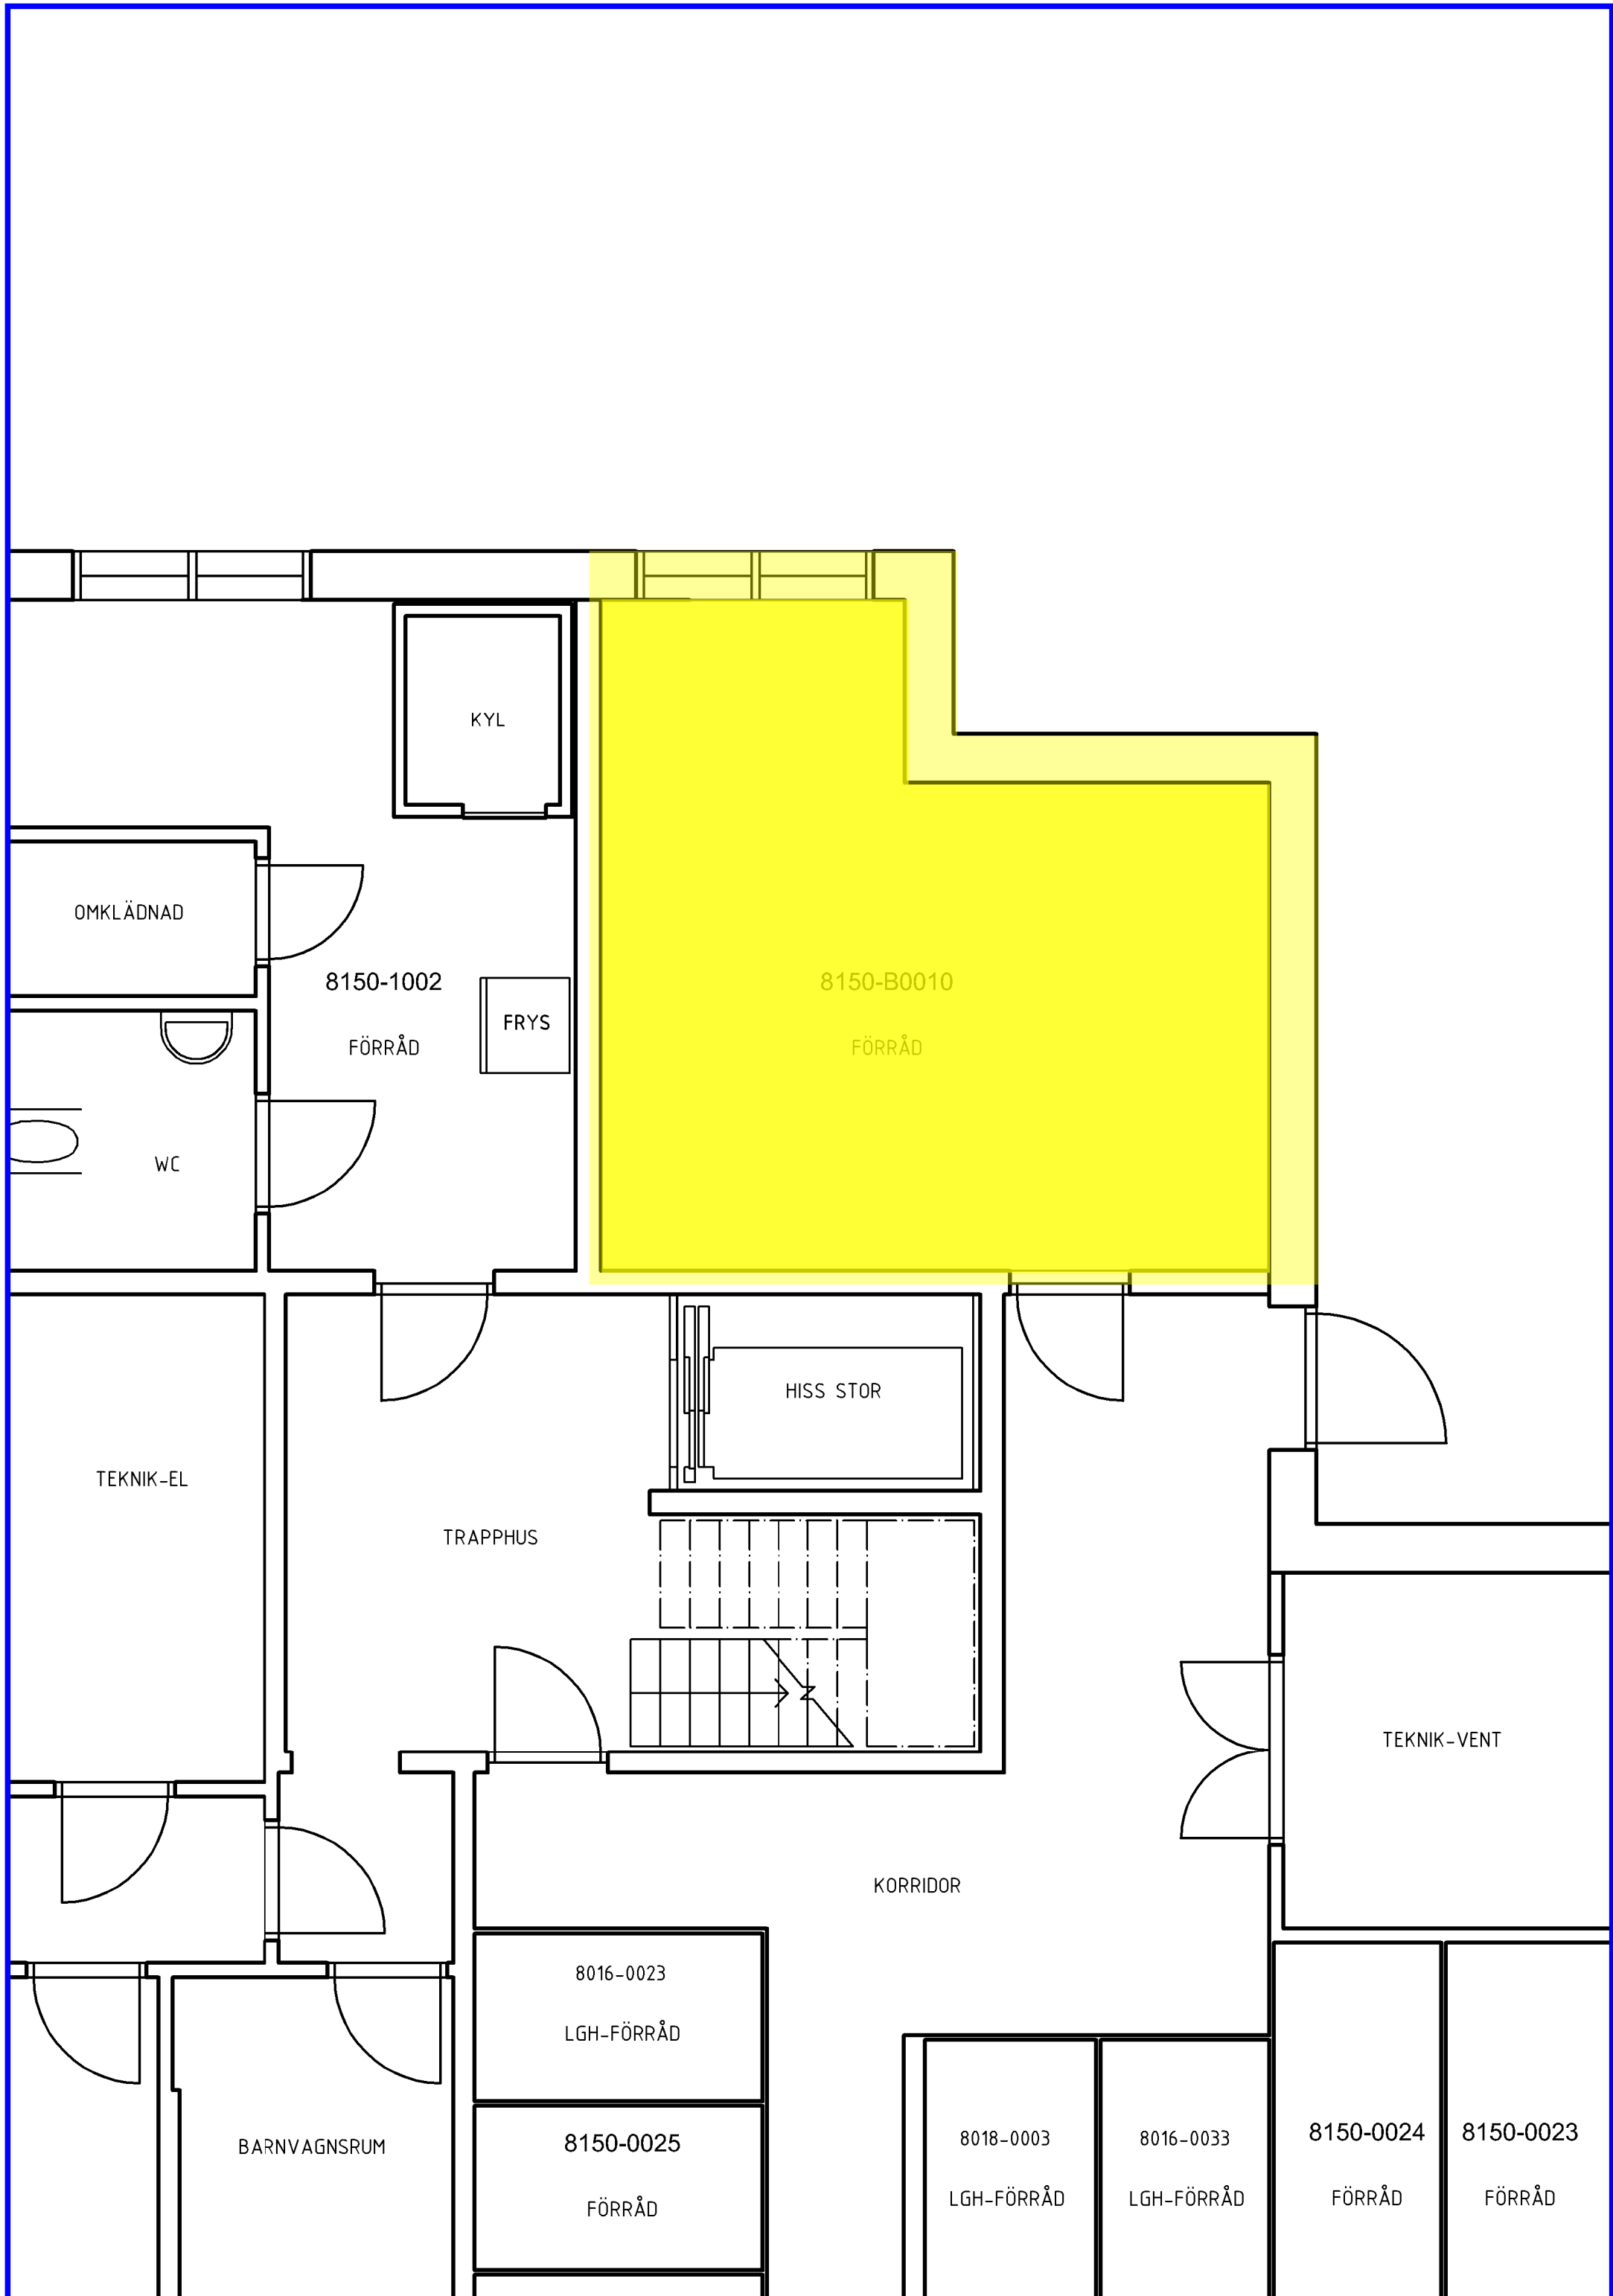 KYL
OMKLÄDNAD
8150-1002
FÖRRÅD
FRYS
8150-B0010
FÖRRÅD
WC
HISS STOR
TEKNIK-EL
TRAPPHUS
TEKNIK-VENT
KORRIDOR
8016-0023
LGH-FÖRRÅD
BARNVAGNSRUM
8150-0025
FÖRRÅD
8018-0003
LGH-FÖRRÅD
8016-0033
LGH-FÖRRÅD
8150-0024
FÖRRÅD
8150-0023
FÖRRÅD